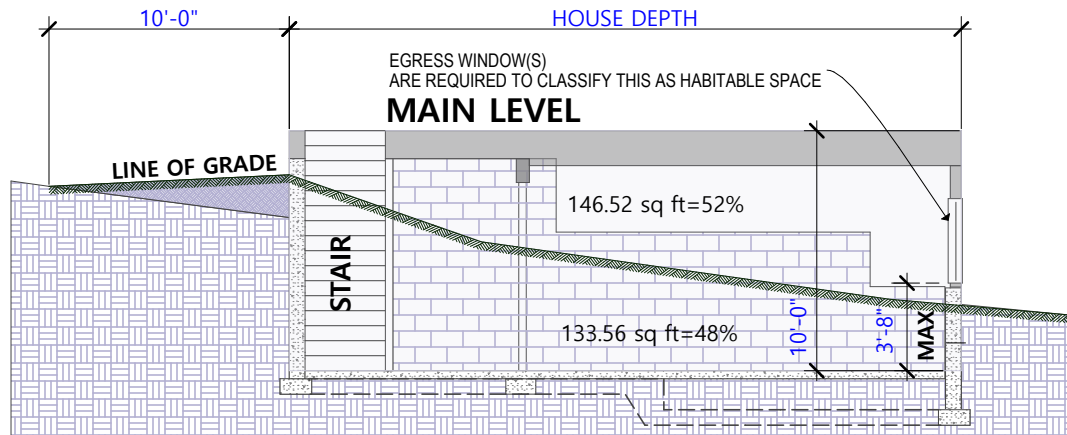 10'-0"
HOUSE DEPTH
EGRESS WINDOW(S)
ARE REQUIRED TO CLASSIFY THIS AS HABITABLE SPACE
MAIN LEVEL
LINE OF GRADE
146.52 sq ft=52%
STAIR
133.56 sq ft=48%
10'-0"
3'-8"
MAX